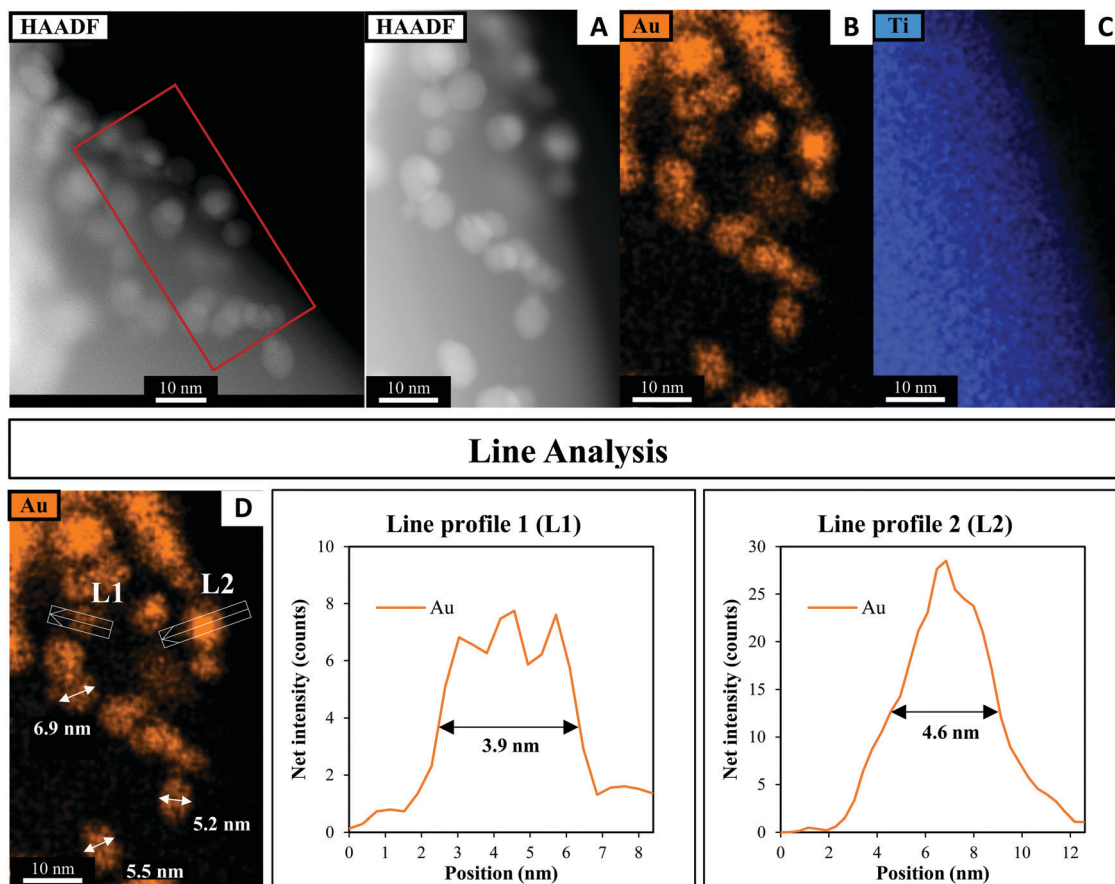 HAADF
HAADF
A
Au
B
Ti
C
10 nm
10 nm
10 nm
10 nm
Line Analysis
Au
D
L1
L2
6.9 nm
5.2 nm
5.5 nm
10 nm
Line profile 1 (L1)
Net intensity (counts)
10
8
6
4
2
0
Au
3.9 nm
0 1 2 3 4 5 6 7 8
Position (nm)
Line profile 2 (L2)
Net intensity (counts)
30
25
20
15
10
5
0
Au
4.6 nm
0 2 4 6 8 10 12
Position (nm)